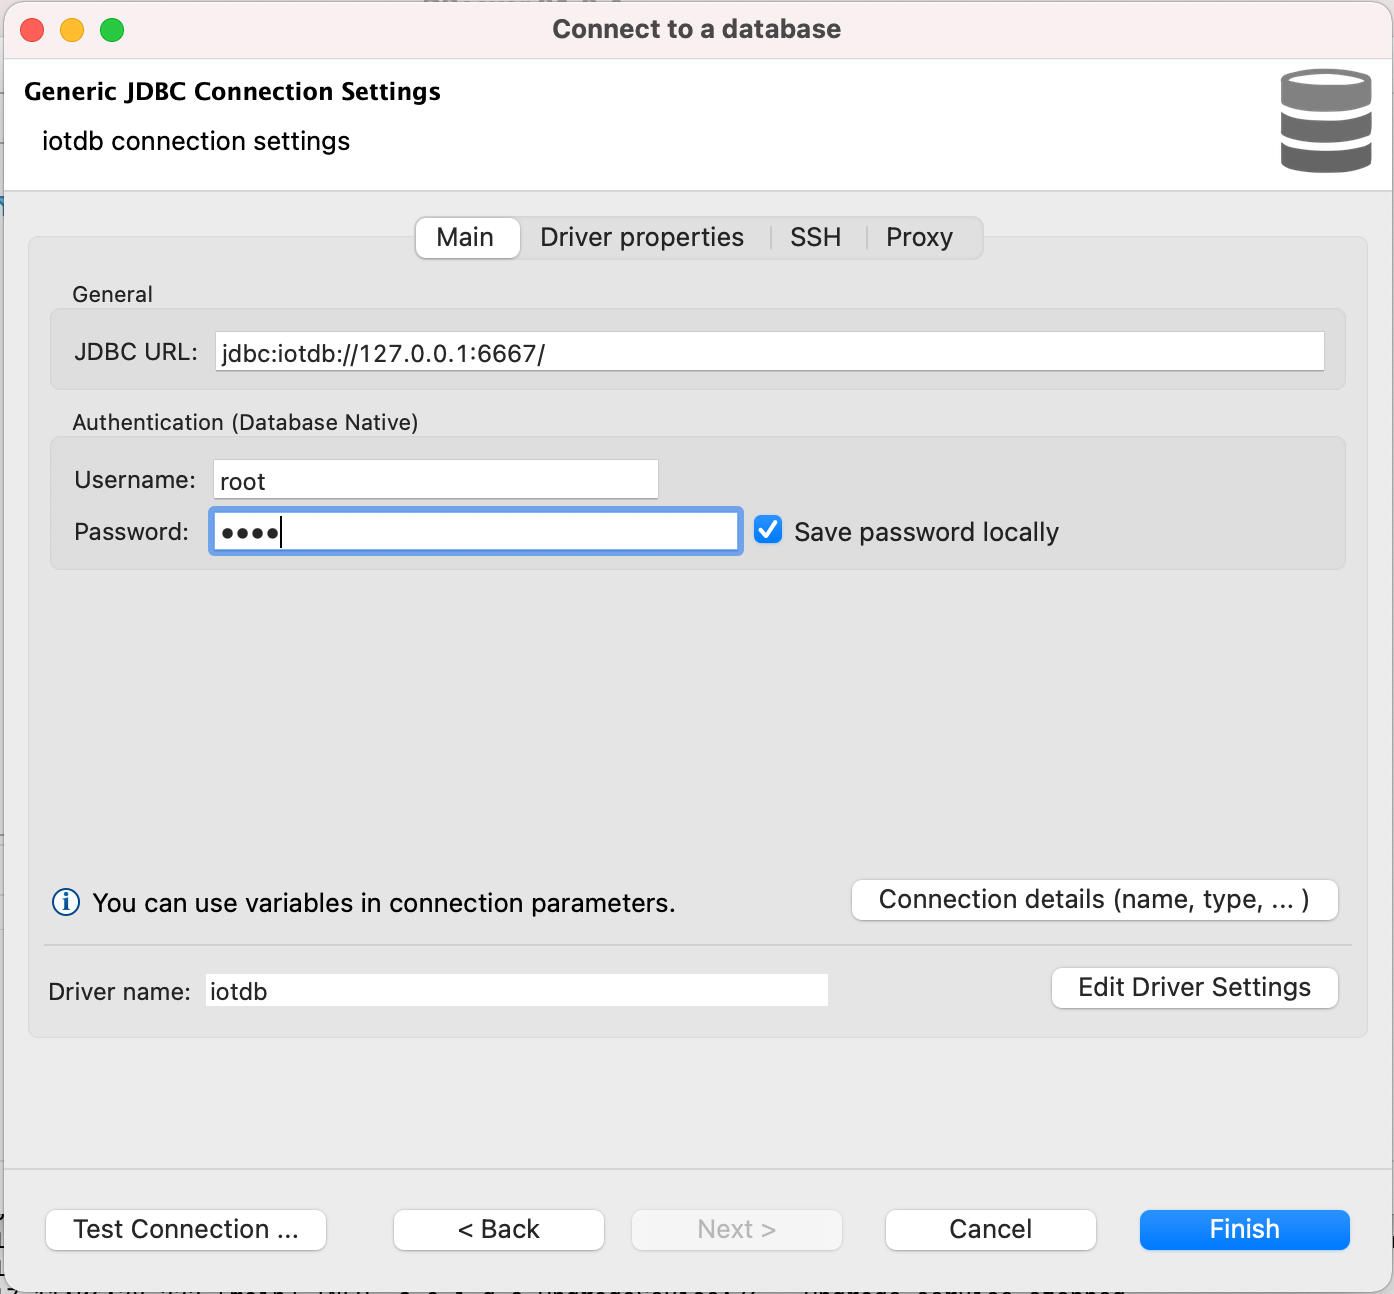 Connect to a database
Generic JDBC Connection Settings
iotdb connection settings
Main Driver properties SSH Proxy
General
JDBC URL: jdbc:iotdb://127.0.0.1:6667/
Authentication (Database Native)
Username: root
Password: ••••
Save password locally
You can use variables in connection parameters.
Connection details (name, type, ... )
Driver name: iotdb
Edit Driver Settings
Test Connection ... < Back Next > Cancel Finish